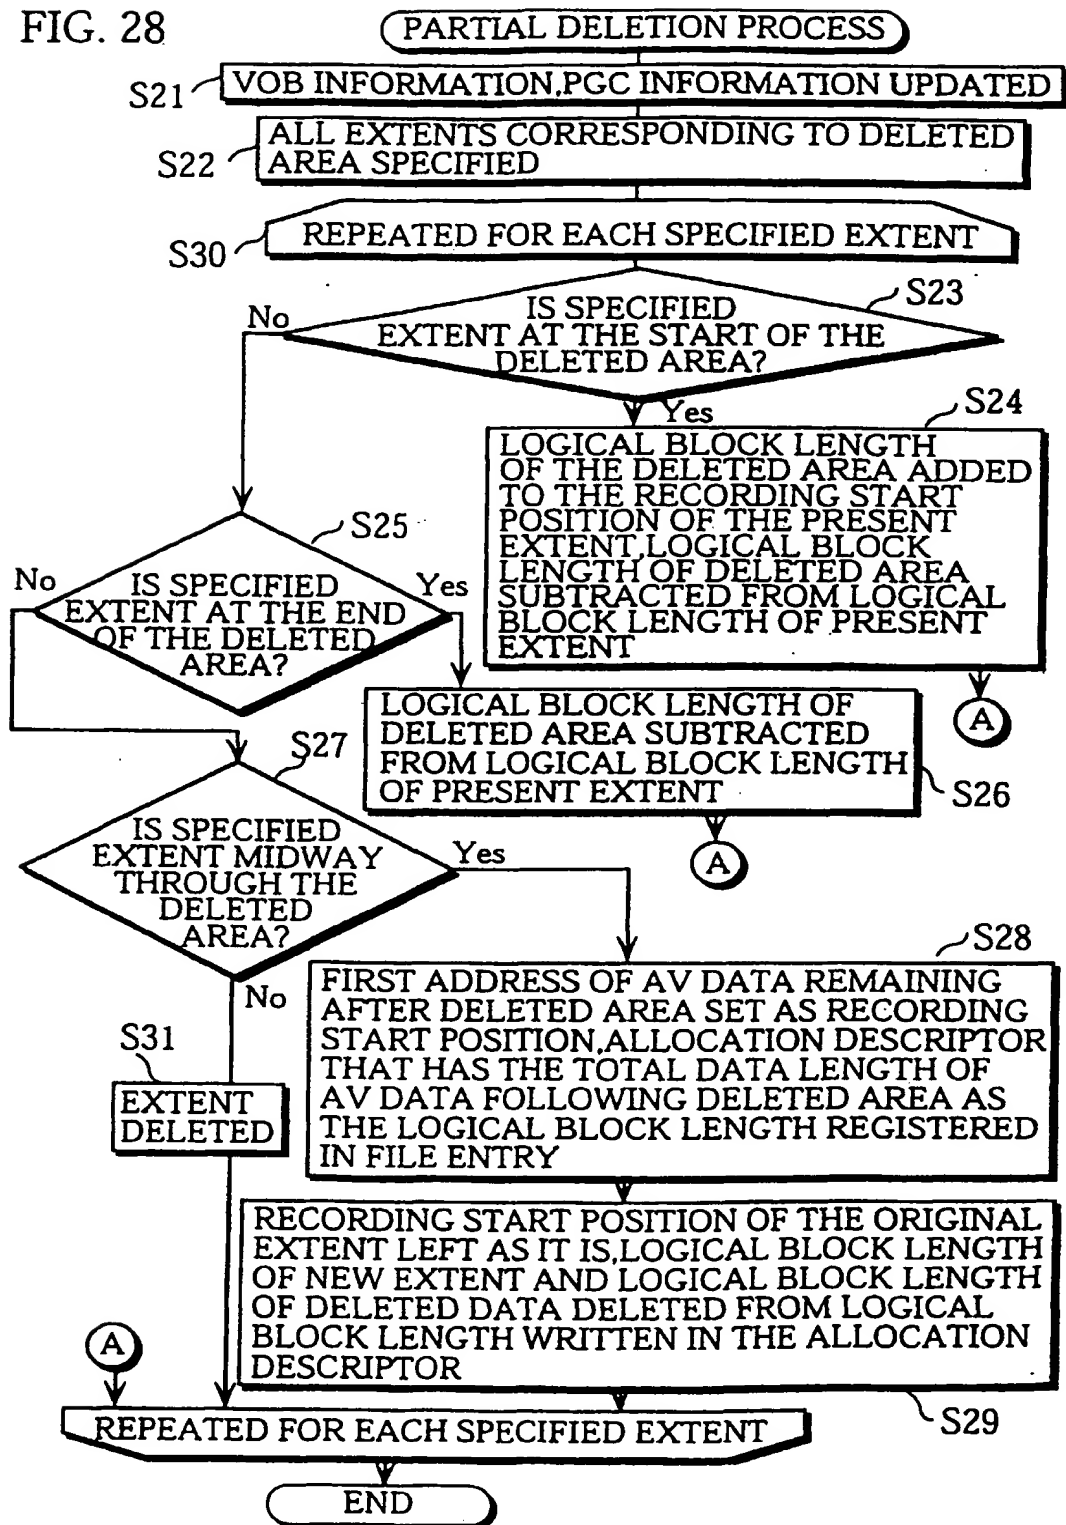 FIG. 28
PARTIAL DELETION PROCESS
S21
VOB INFORMATION,PGC INFORMATION UPDATED
S22
ALL EXTENTS CORRESPONDING TO DELETED
AREA SPECIFIED
S30
REPEATED FOR EACH SPECIFIED EXTENT
S23
IS SPECIFIED
EXTENT AT THE START OF THE
DELETED AREA?
No
Yes
S24
LOGICAL BLOCK LENGTH
OF THE DELETED AREA ADDED
TO THE RECORDING START
POSITION OF THE PRESENT
EXTENT,LOGICAL BLOCK
LENGTH OF DELETED AREA
SUBTRACTED FROM LOGICAL
BLOCK LENGTH OF PRESENT
EXTENT
A
S25
No
Yes
IS SPECIFIED
EXTENT AT THE END
OF THE DELETED
AREA?
LOGICAL BLOCK LENGTH OF
DELETED AREA SUBTRACTED
FROM LOGICAL BLOCK LENGTH
OF PRESENT EXTENT
S26
A
S27
IS SPECIFIED
EXTENT MIDWAY
THROUGH THE
DELETED
AREA?
Yes
No
S28
FIRST ADDRESS OF AV DATA REMAINING
AFTER DELETED AREA SET AS RECORDING
START POSITION,ALLOCATION DESCRIPTOR
THAT HAS THE TOTAL DATA LENGTH OF
AV DATA FOLLOWING DELETED AREA AS
THE LOGICAL BLOCK LENGTH REGISTERED
IN FILE ENTRY
S31
EXTENT
DELETED
RECORDING START POSITION OF THE ORIGINAL
EXTENT LEFT AS IT IS,LOGICAL BLOCK LENGTH
OF NEW EXTENT AND LOGICAL BLOCK LENGTH
OF DELETED DATA DELETED FROM LOGICAL
BLOCK LENGTH WRITTEN IN THE ALLOCATION
DESCRIPTOR
S29
A
REPEATED FOR EACH SPECIFIED EXTENT
END